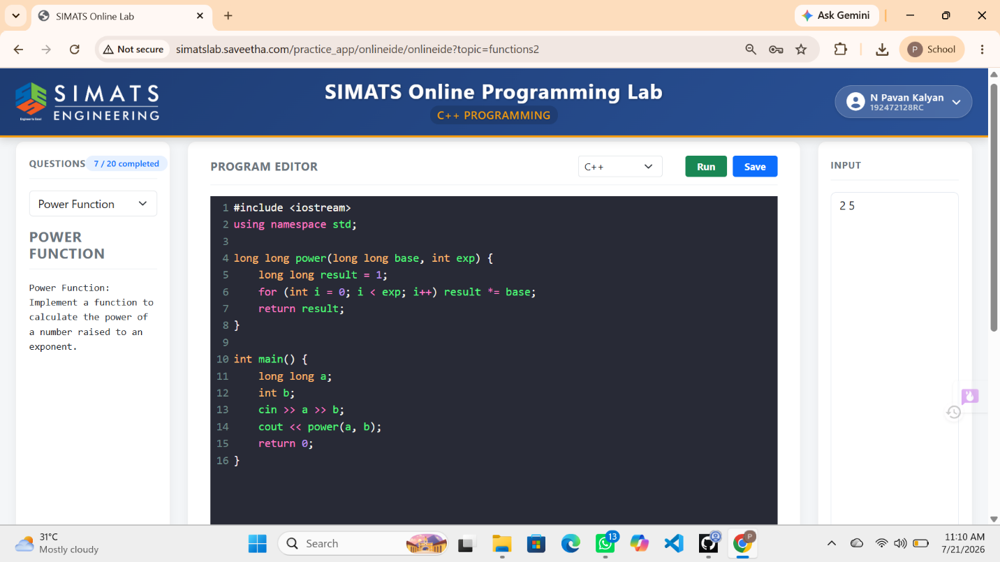 SIMATS Online Lab
Ask Gemini
Not secure
simatslab.saveetha.com/practice_app/onlineide/onlineide?topic=functions2
P
School
SIMATS
ENGINEERING
Engineer to Excel
SIMATS Online Programming Lab
C++ PROGRAMMING
N Pavan Kalyan
192472128RC
QUESTIONS
7 / 20 completed
Power Function
POWER
FUNCTION
Power Function:
Implement a function to
calculate the power of
a number raised to an
exponent.
PROGRAM EDITOR
C++
Run
Save
1 #include <iostream>
2 using namespace std;
3
4 long long power(long long base, int exp) {
5     long long result = 1;
6     for (int i = 0; i < exp; i++) result *= base;
7     return result;
8 }
9
10 int main() {
11     long long a;
12     int b;
13     cin >> a >> b;
14     cout << power(a, b);
15     return 0;
16 }
INPUT
2 5
31°C
Mostly cloudy
Search
13
P
11:10 AM
7/21/2026